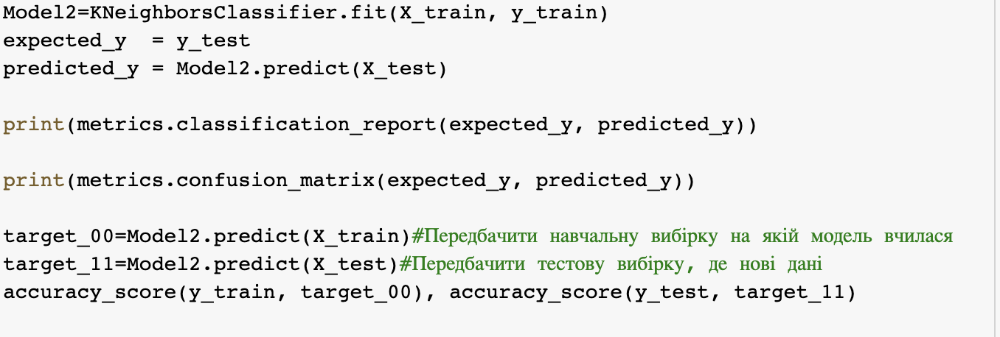 Model2=KNeighborsClassifier.fit(X_train, y_train)
expected_y  = y_test
predicted_y = Model2.predict(X_test)
print(metrics.classification_report(expected_y, predicted_y))
print(metrics.confusion_matrix(expected_y, predicted_y))
target_00=Model2.predict(X_train)#Передбачити навчальну вибірку на якій модель вчилася
target_11=Model2.predict(X_test)#Передбачити тестову вибірку, де нові дані
accuracy_score(y_train, target_00), accuracy_score(y_test, target_11)